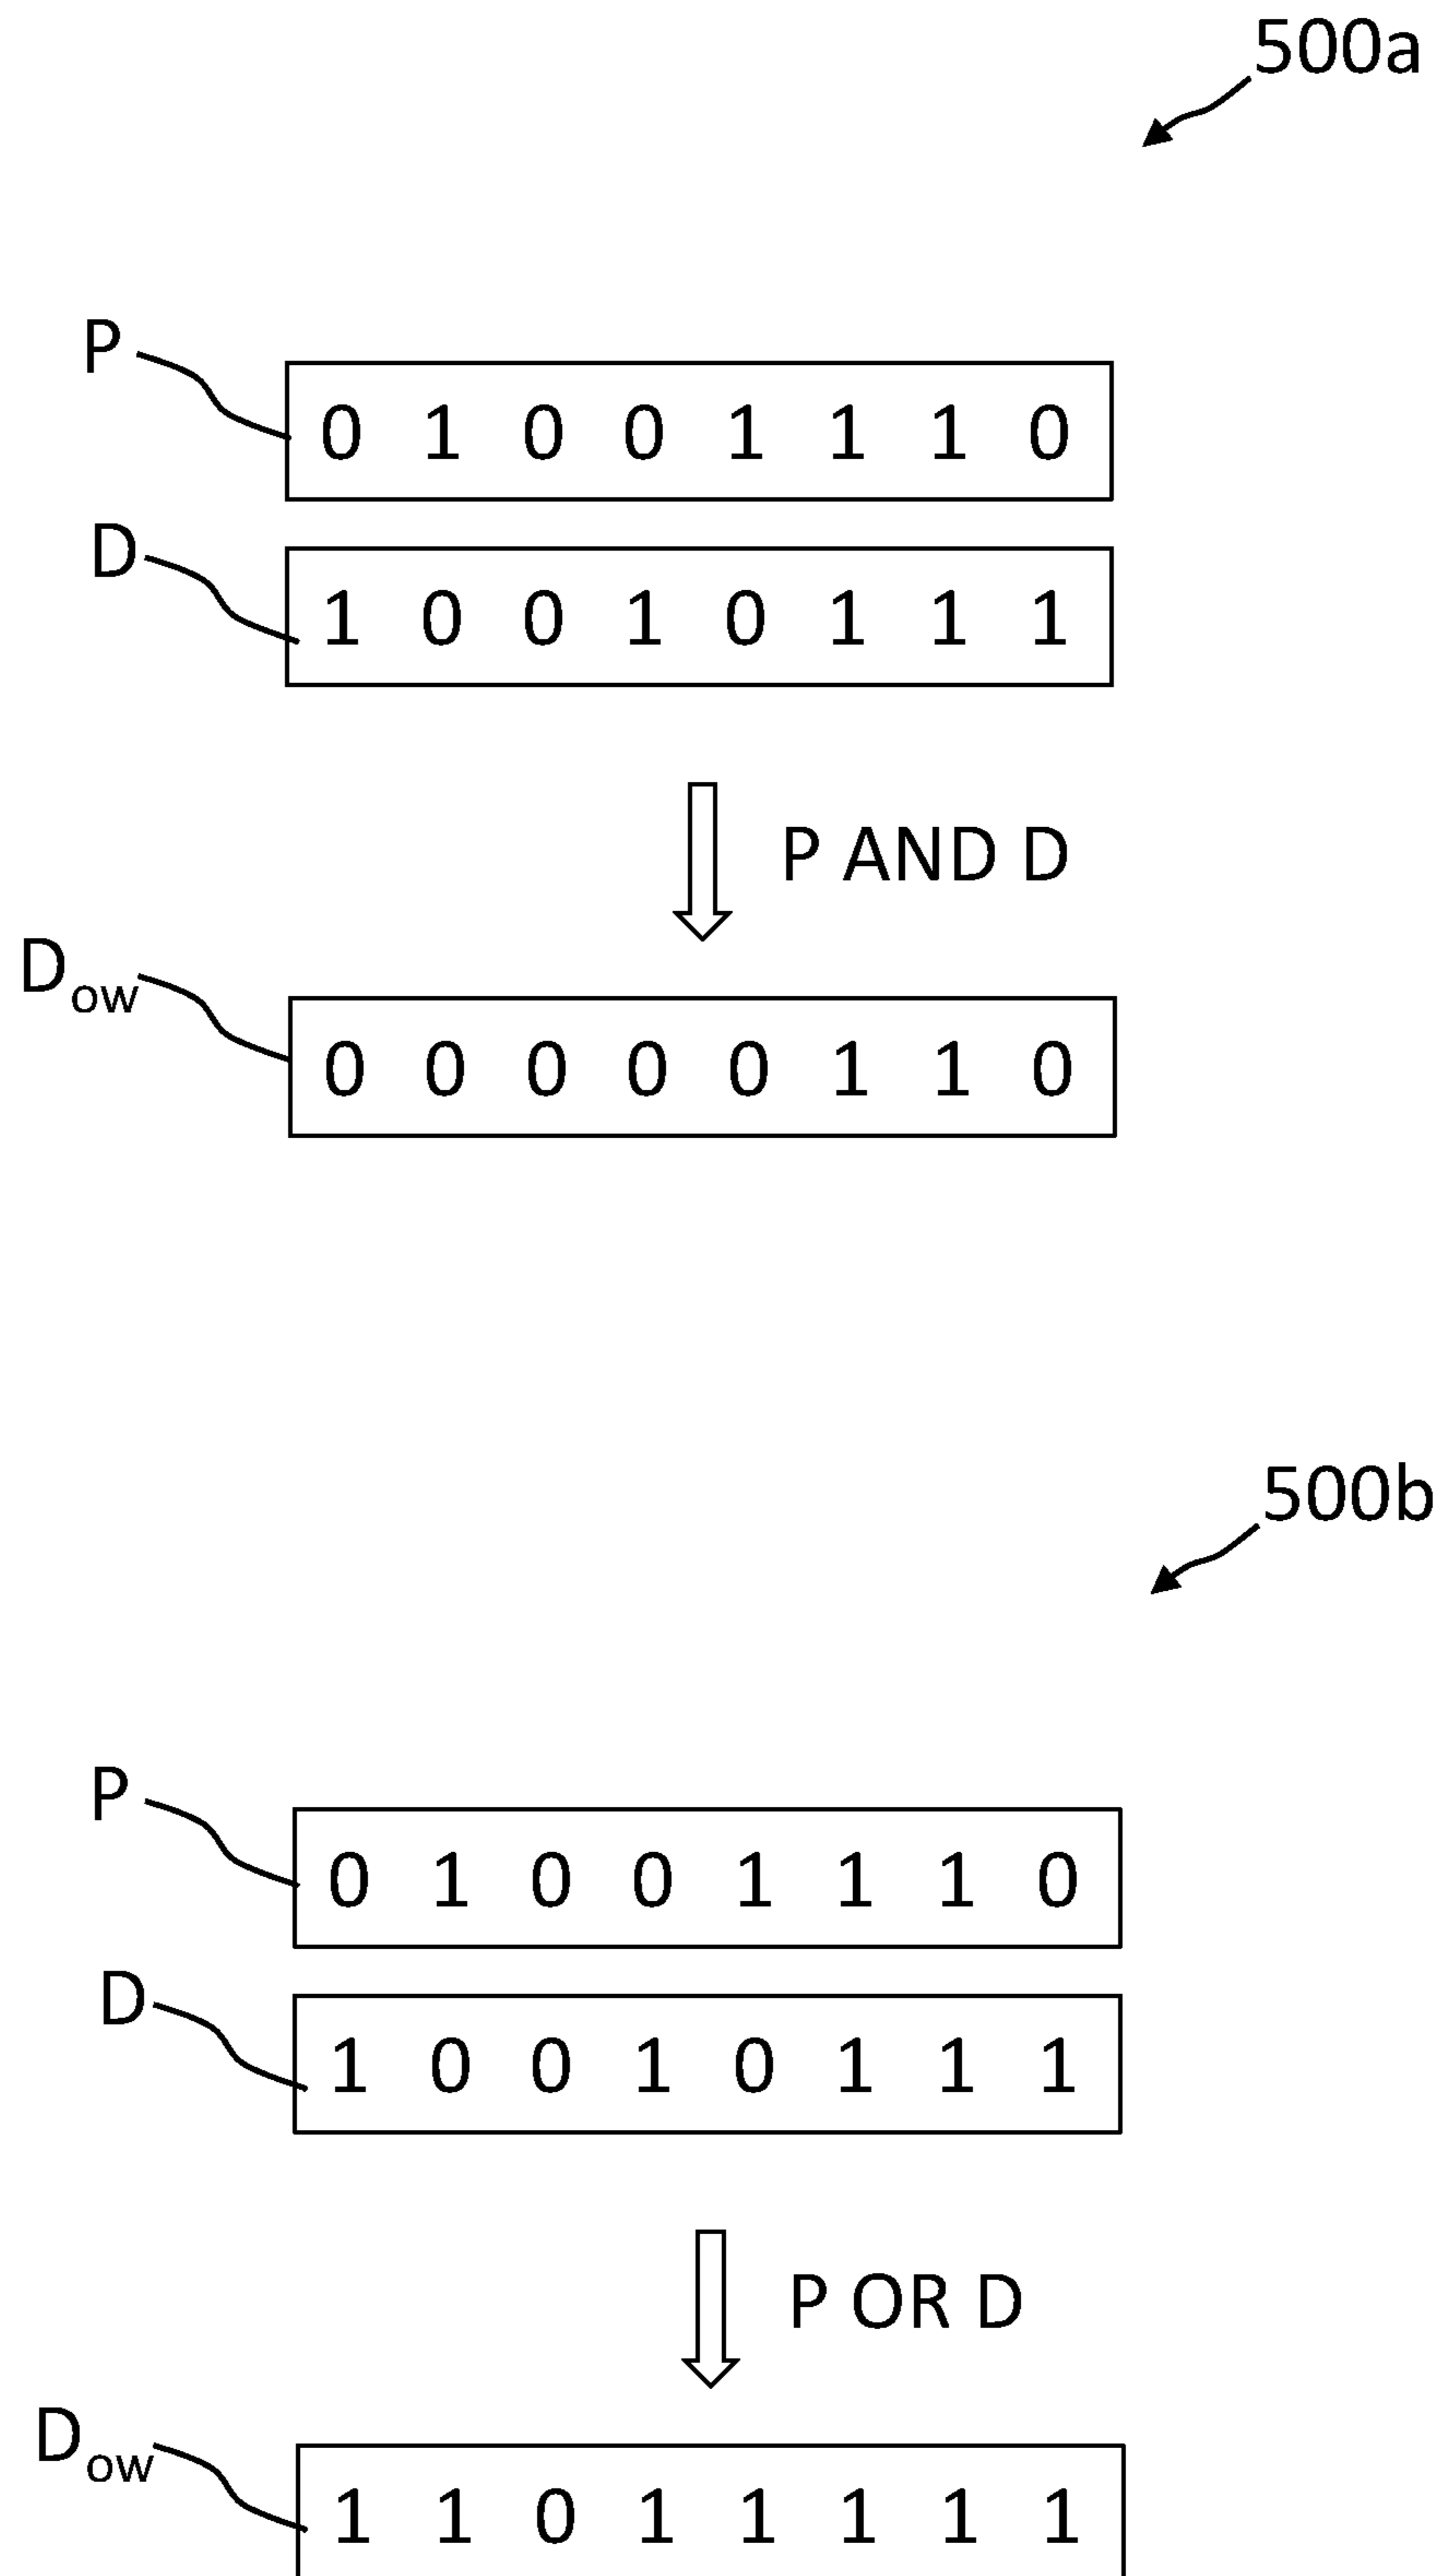 500a
P
0 1 0 0 1 1 1 0
D
1 0 0 1 0 1 1 1
P AND D
Dow
0 0 0 0 0 1 1 0
500b
P
0 1 0 0 1 1 1 0
D
1 0 0 1 0 1 1 1
P OR D
Dow
1 1 0 1 1 1 1 1